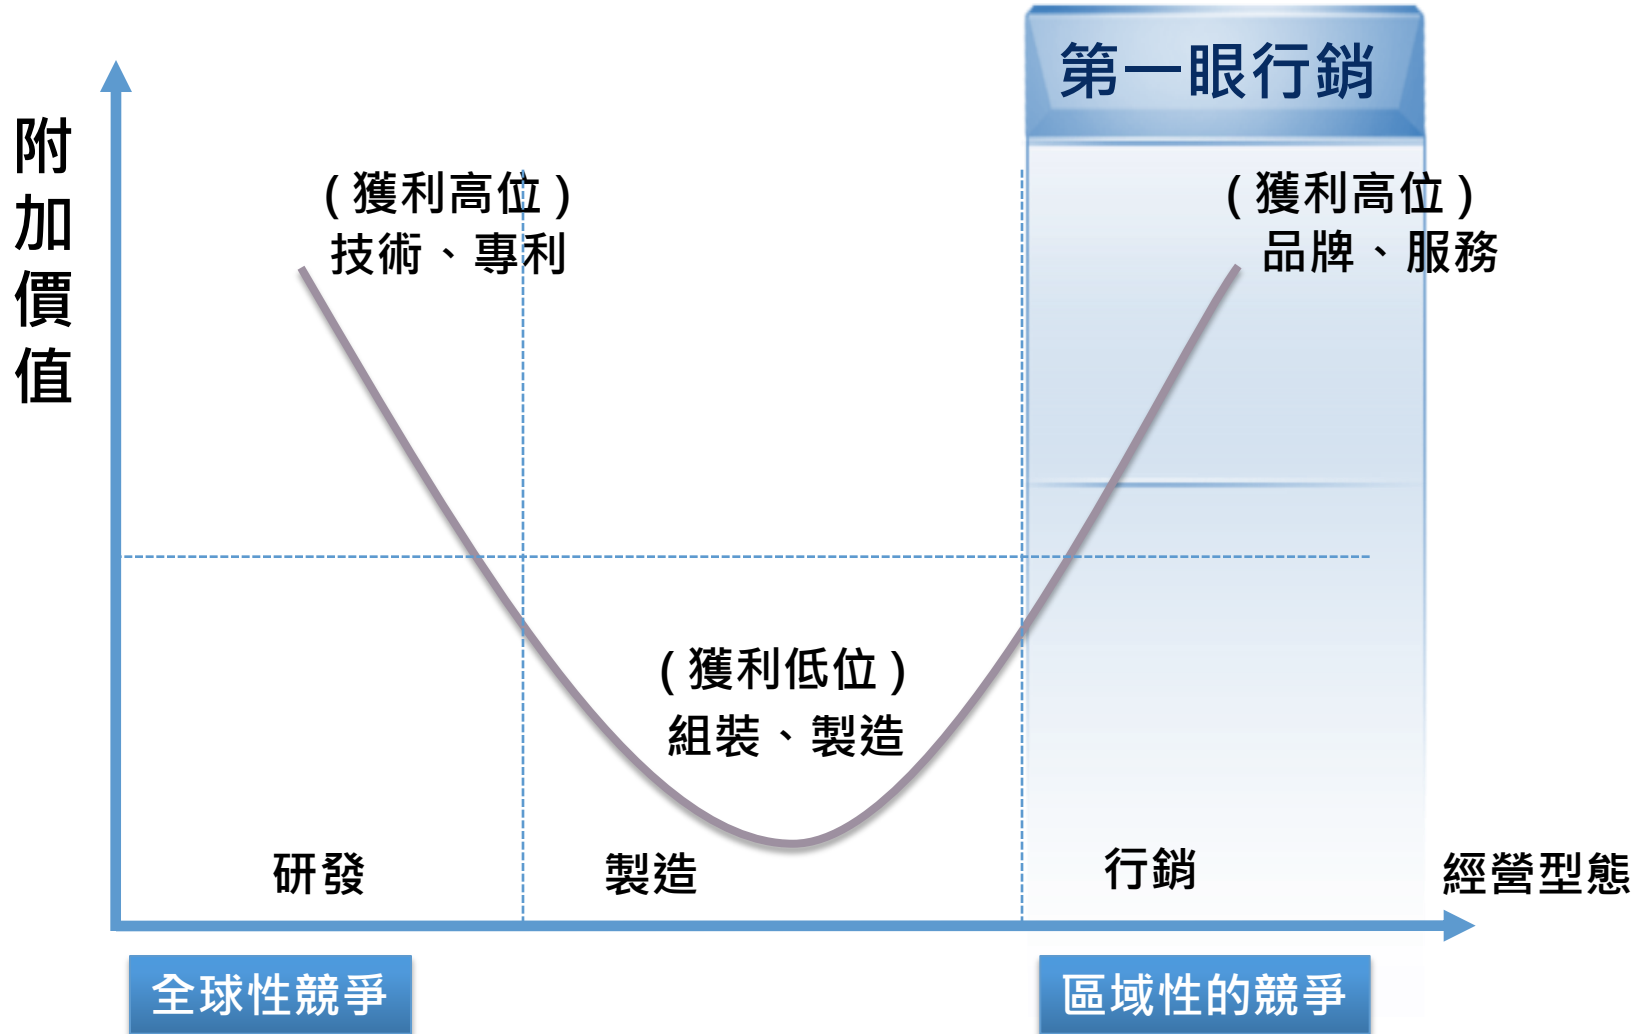 第一眼行銷
附加價值
(獲利高位)
技術、專利
(獲利高位)
品牌、服務
(獲利低位)
組裝、製造
研發
製造
行銷
經營型態
全球性競爭
區域性的競爭